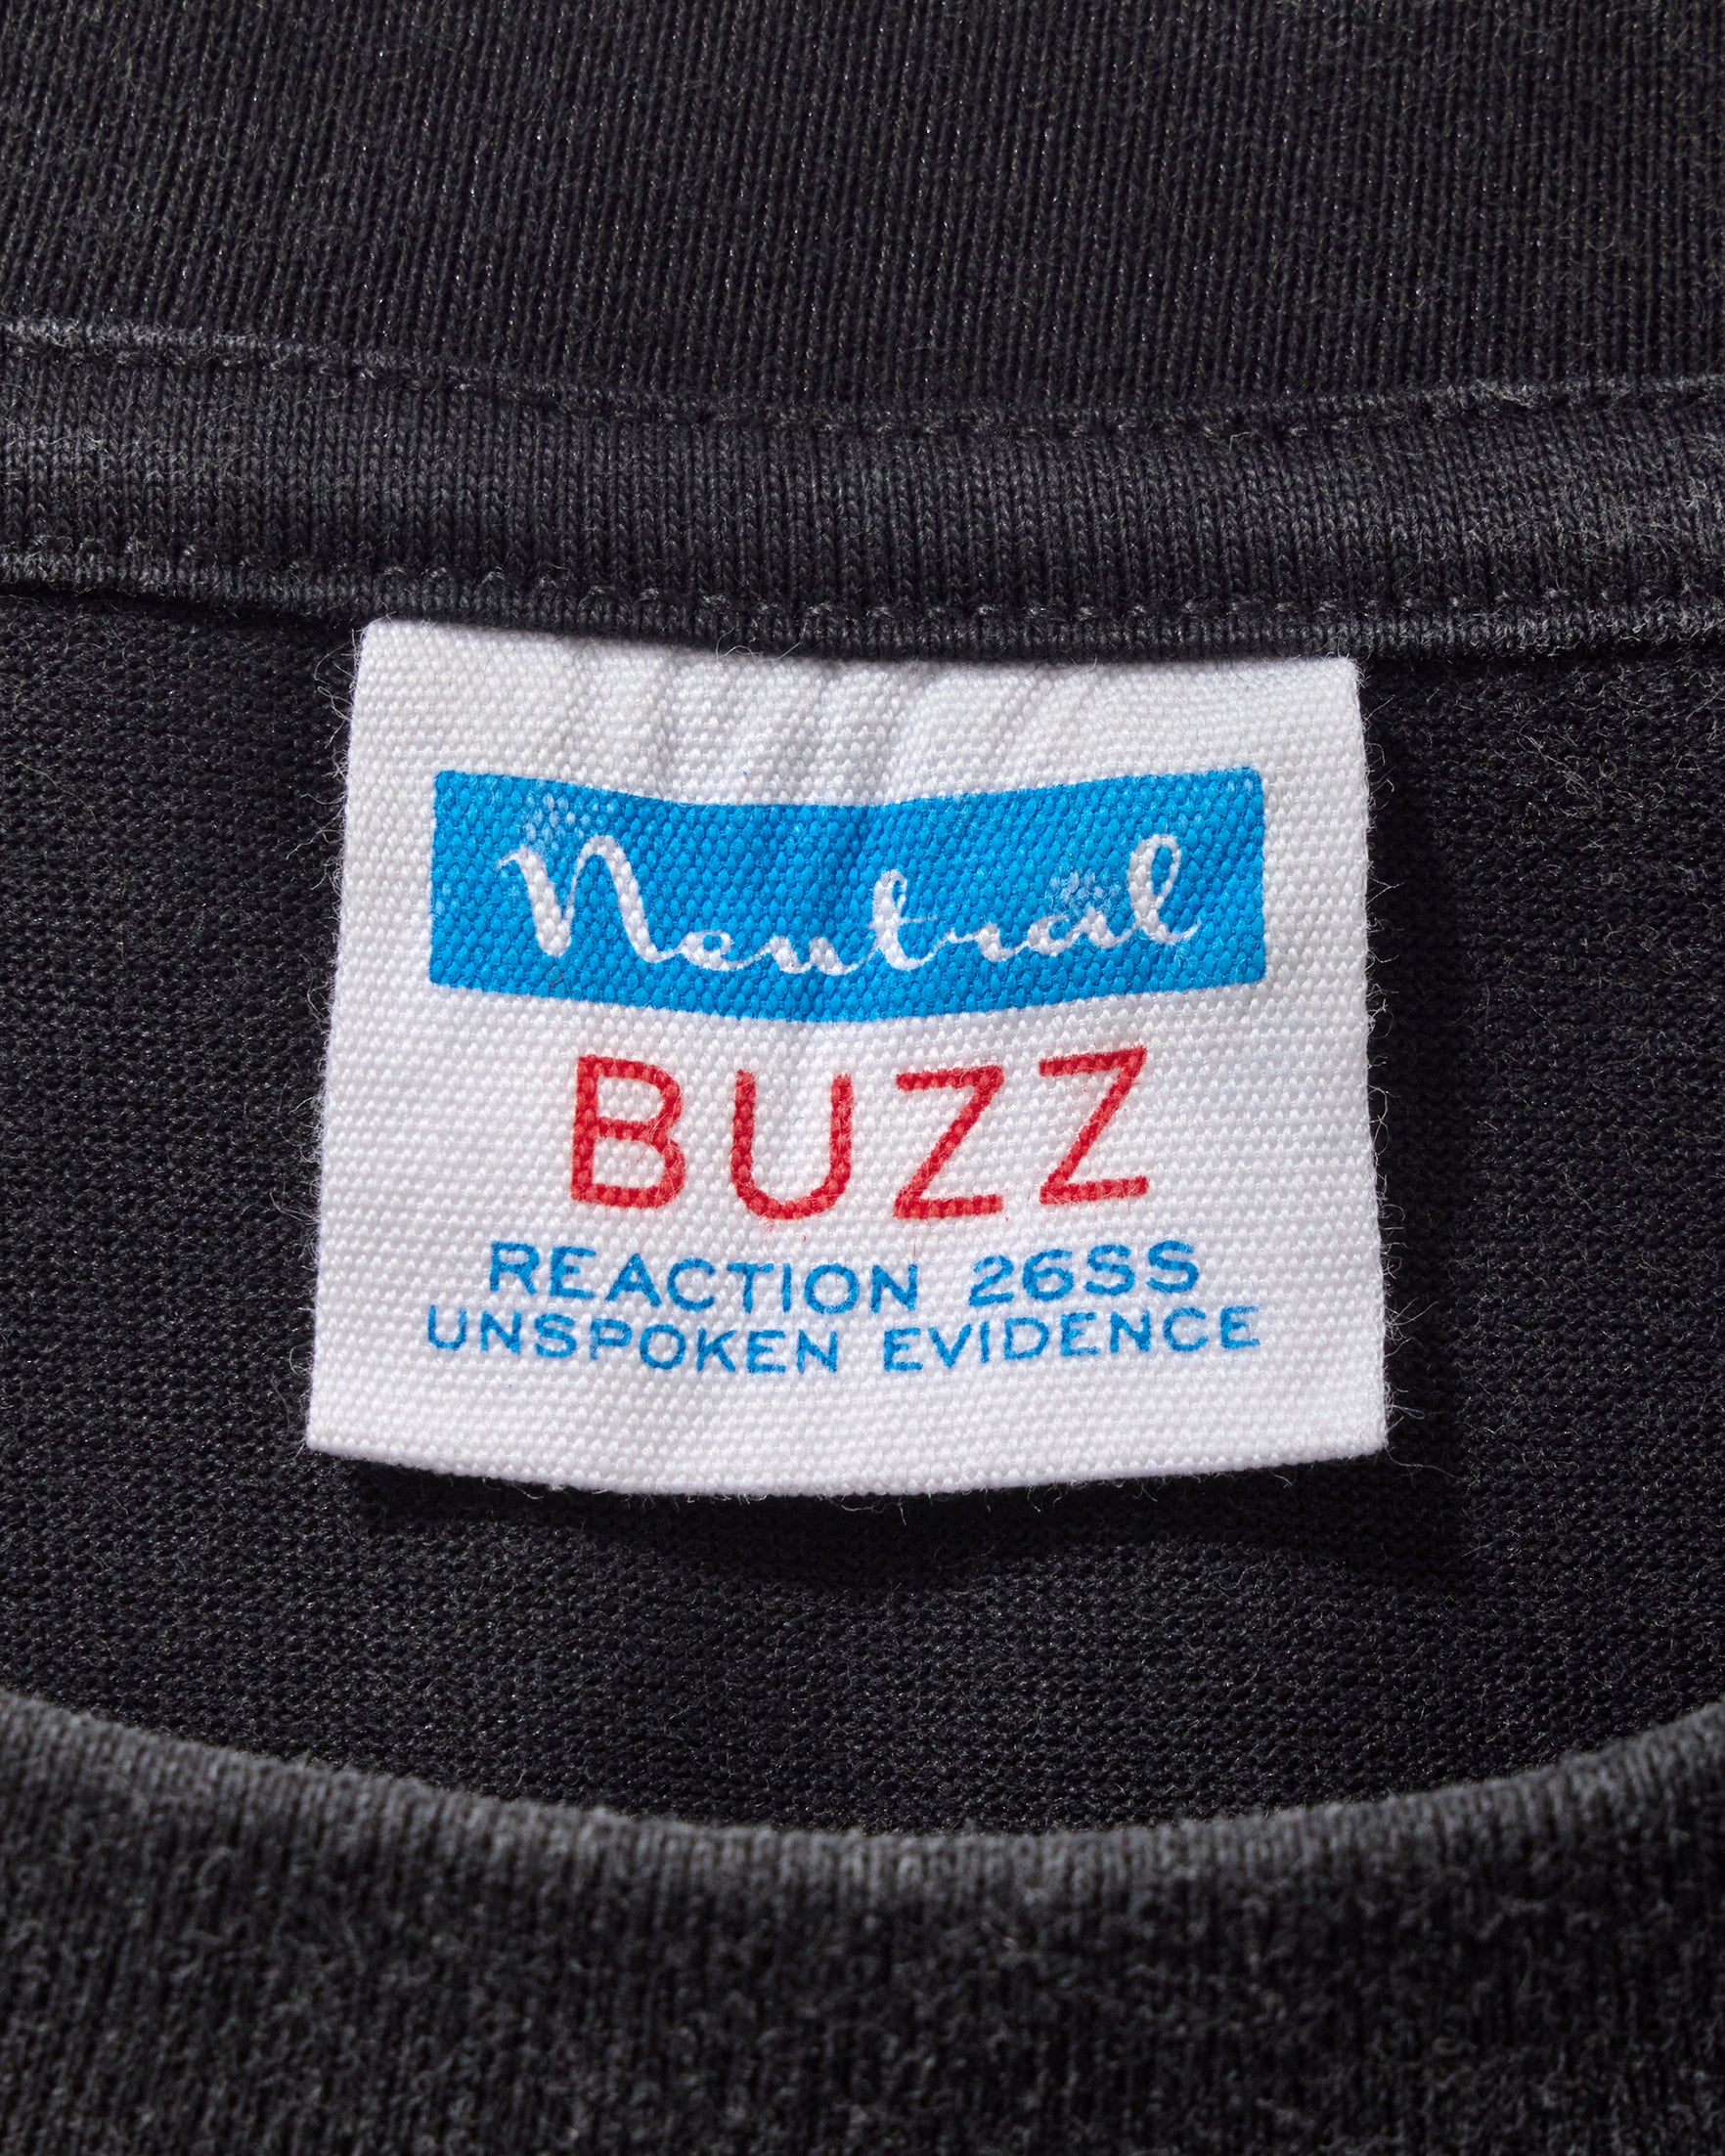 Neutral
BUZZ
REACTION 26SS
UNSPOKEN EVIDENCE